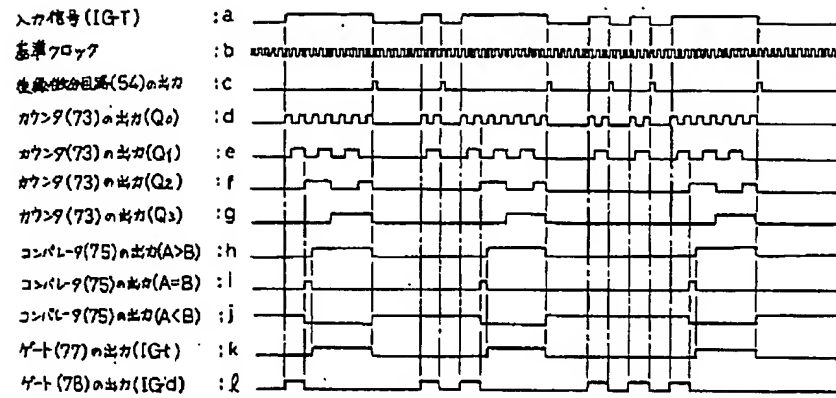 入力信号(IGT) :a
基準クロック :b
後縁微分回路(54)の出力 :c
カウンタ(73)の出力(Q0) :d
カウンタ(73)の出力(Q1) :e
カウンタ(73)の出力(Q2) :f
カウンタ(73)の出力(Q3) :g
コンパレータ(75)の出力(A>B) :h
コンパレータ(75)の出力(A=B) :i
コンパレータ(75)の出力(A<B) :j
ゲート(77)の出力(IGt) :k
ゲート(78)の出力(IGd) :l